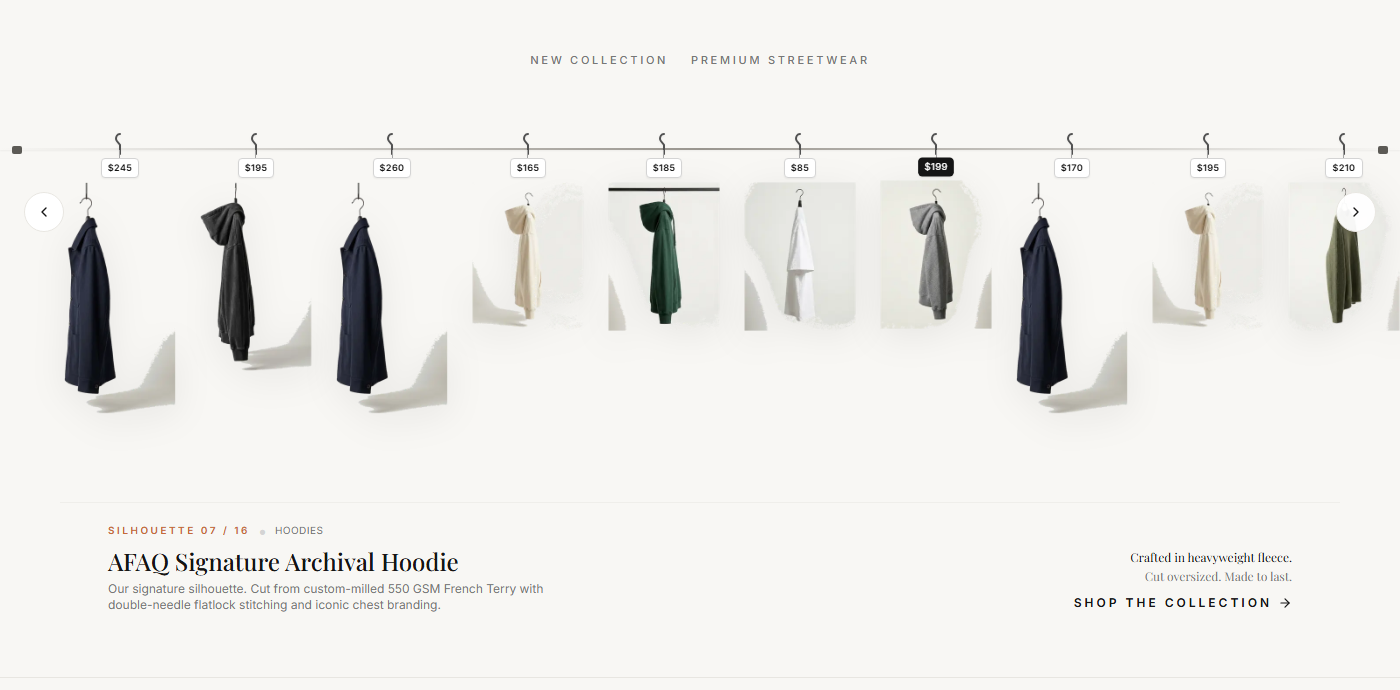 NEW COLLECTION PREMIUM STREETWEAR
$245 $195 $260 $165 $185 $85 $199 $170 $195 $210
SILHOUETTE 07 / 16 HOODIES
AFAQ Signature Archival Hoodie
Our signature silhouette. Cut from custom-milled 550 GSM French Terry with
double-needle flatlock stitching and iconic chest branding.
Crafted in heavyweight fleece.
Cut oversized. Made to last.
SHOP THE COLLECTION →